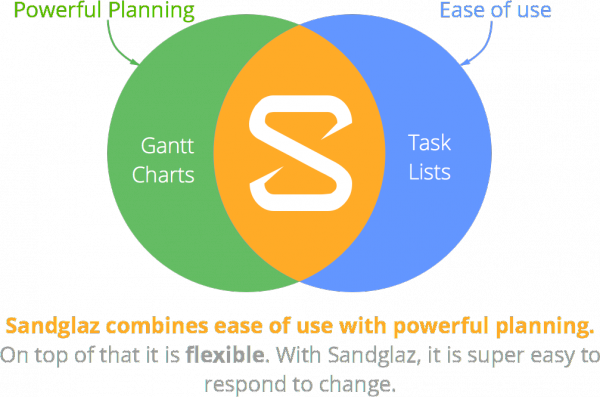 Powerful Planning
Ease of use
Gantt
Charts
Task
Lists
Sandglaz combines ease of use with powerful planning.
On top of that it is flexible. With Sandglaz, it is super easy to
respond to change.